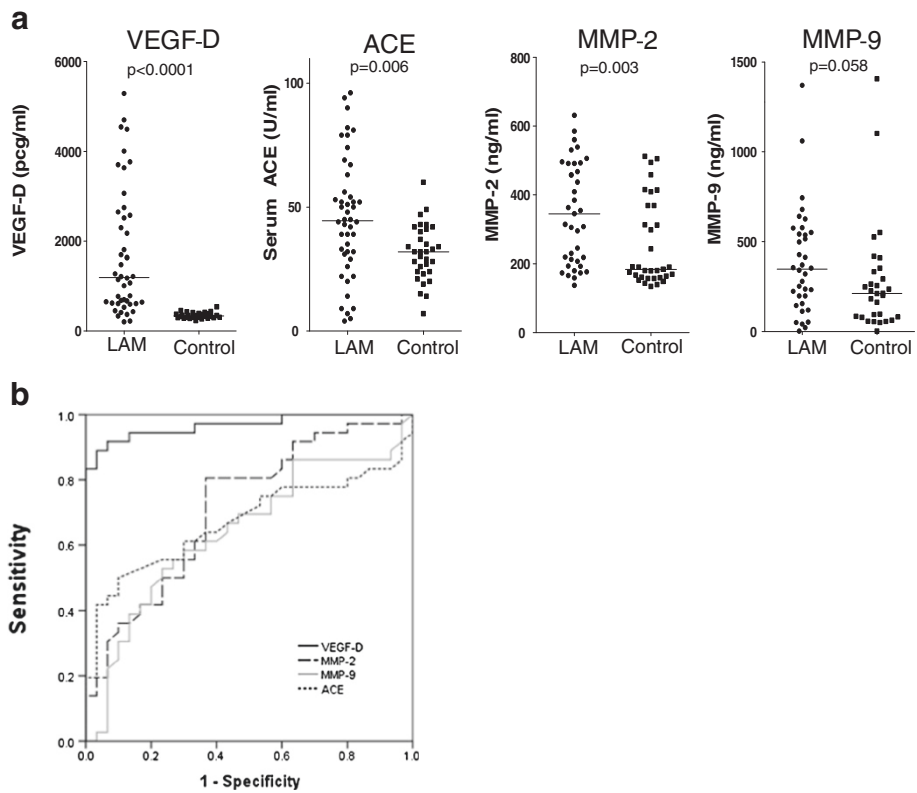 a
VEGF-D
p<0.0001
VEGF-D (pcg/ml)
6000
4000
2000
0
LAM Control
ACE
p=0.006
Serum ACE (U/ml)
100
50
0
LAM Control
MMP-2
p=0.003
MMP-2 (ng/ml)
800
600
400
200
0
LAM Control
MMP-9
p=0.058
MMP-9 (ng/ml)
1500
1000
500
0
LAM Control
b
Sensitivity
1.0
0.8
0.6
0.4
0.2
0.0
VEGF-D
MMP-2
MMP-9
ACE
0.0 0.2 0.4 0.6 0.8 1.0
1 - Specificity